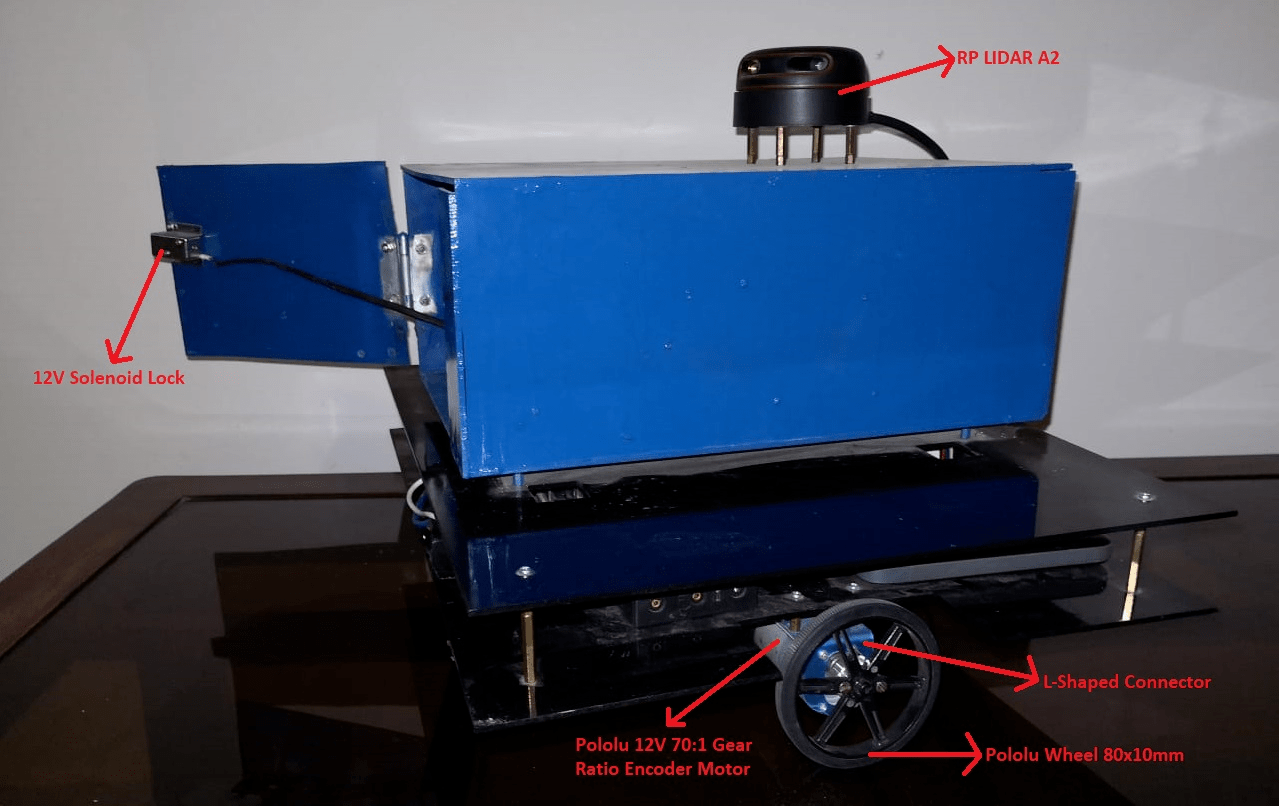 RP LIDAR A2
12V Solenoid Lock
L-Shaped Connector
Pololu 12V 70:1 Gear
Ratio Encoder Motor
Pololu Wheel 80x10mm